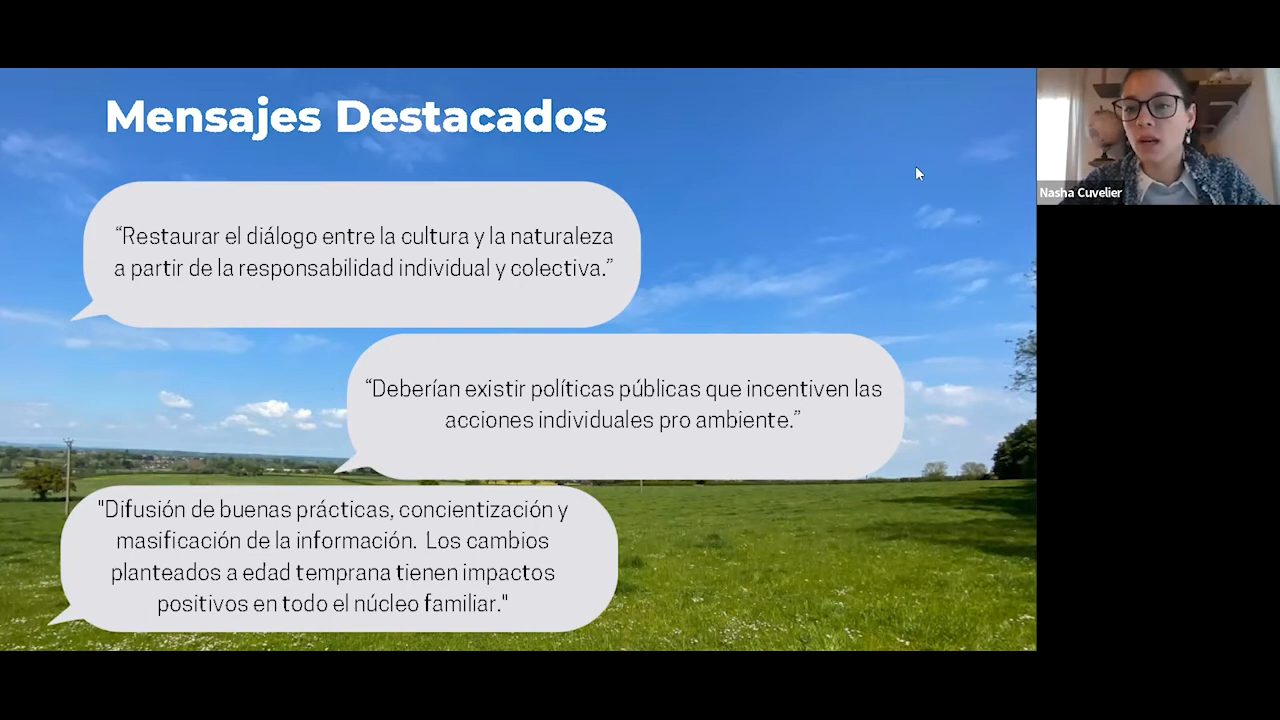 Mensajes Destacados
“Restaurar el diálogo entre la cultura y la naturaleza
a partir de la responsabilidad individual y colectiva.”
“Deberían existir políticas públicas que incentiven las
acciones individuales pro ambiente.”
"Difusión de buenas prácticas, concientización y
masificación de la información. Los cambios
planteados a edad temprana tienen impactos
positivos en todo el núcleo familiar."
Nasha Cuvelier